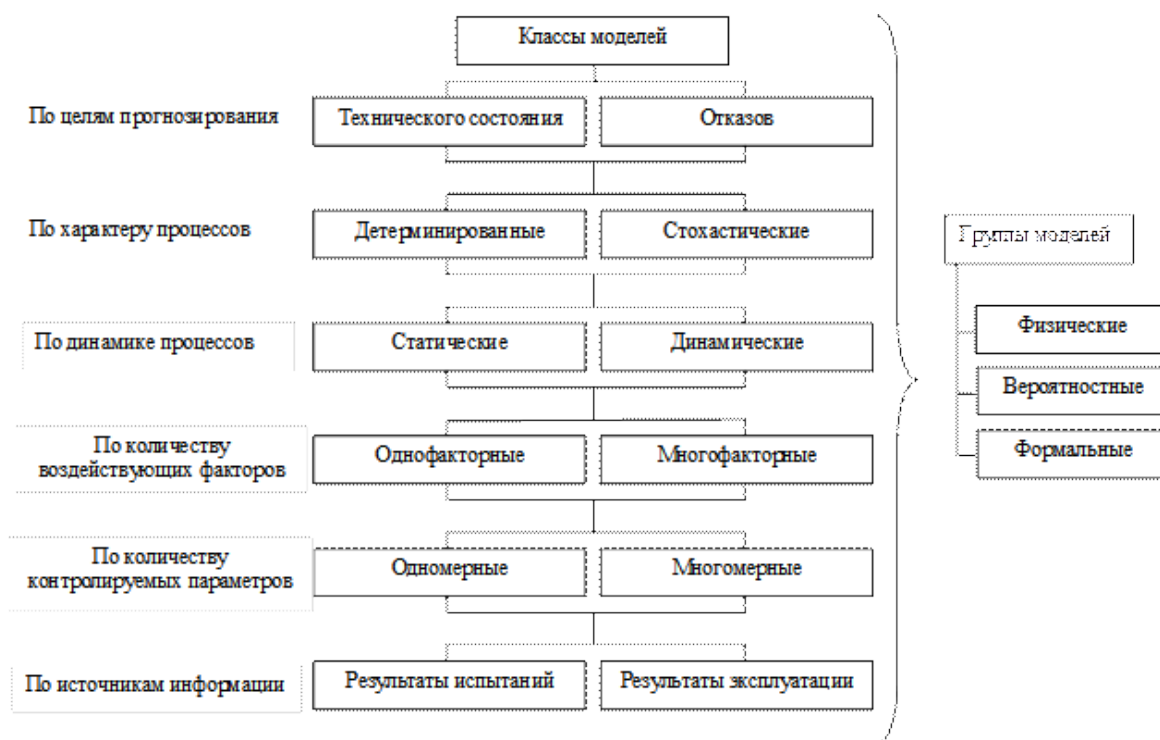 Классы моделей
По целям прогнозирования
Технического состояния
Отказов
По характеру процессов
Детерминированные
Стохастические
По динамике процессов
Статические
Динамические
По количеству
воздействующих факторов
Однофакторные
Многофакторные
По количеству
контролируемых параметров
Одномерные
Многомерные
По источникам информации
Результаты испытаний
Результаты эксплуатации
Группы моделей
Физические
Вероятностные
Формальные